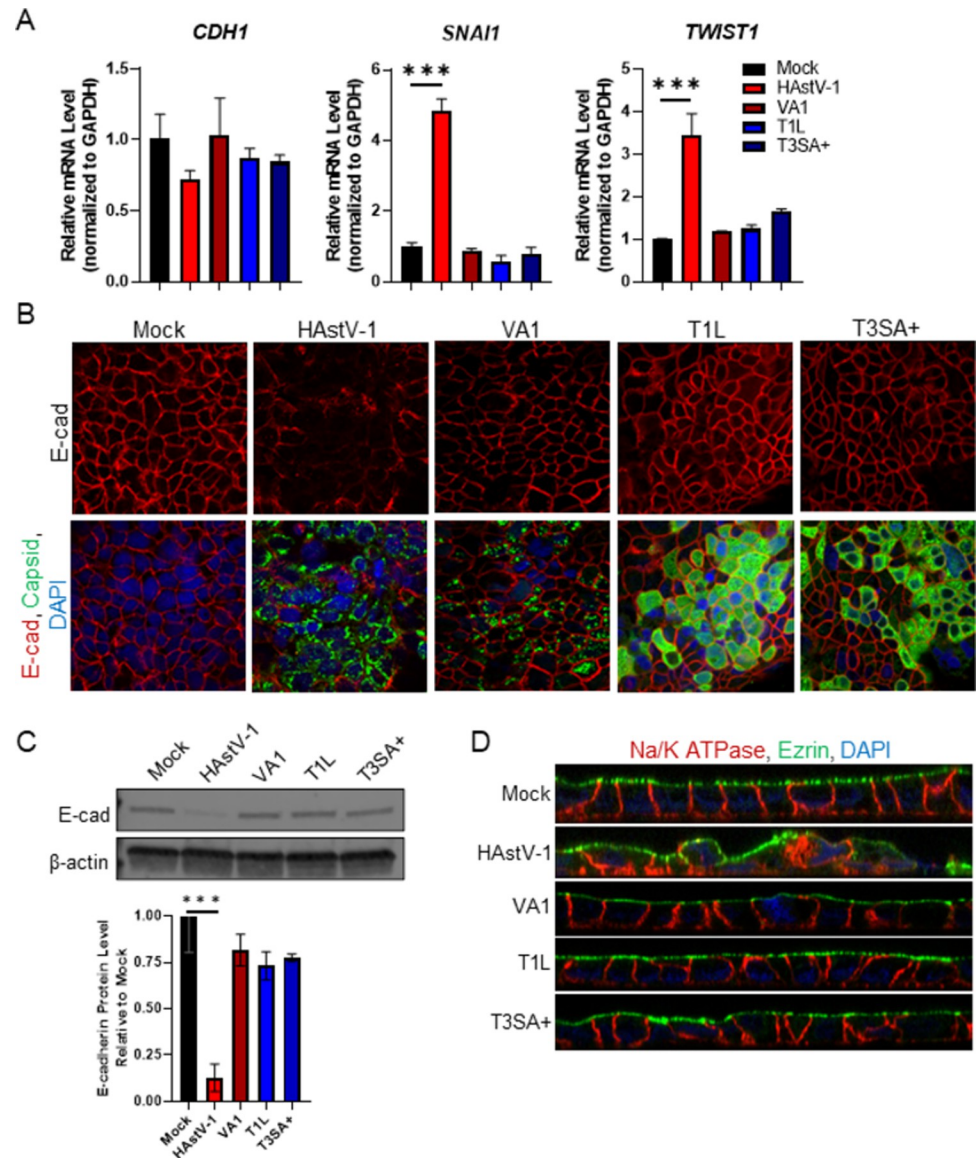 A
CDH1
SNAI1
TWIST1
Relative mRNA Level
(normalized to GAPDH)
1.5
1.0
0.5
0.0
Relative mRNA Level
(normalized to GAPDH)
***
6
4
2
0
Relative mRNA Level
(normalized to GAPDH)
***
5
4
3
2
1
0
Mock
HAstV-1
VA1
T1L
T3SA+
B
Mock
HAstV-1
VA1
T1L
T3SA+
E-cad
E-cad, Capsid,
DAPI
C
Mock
HAstV-1
VA1
T1L
T3SA+
E-cad
β-actin
E-cadherin Protein Level
Relative to Mock
***
1.00
0.75
0.50
0.25
0.00
Mock
HAstV-1
VA1
T1L
T3SA+
D
Na/K ATPase, Ezrin, DAPI
Mock
HAstV-1
VA1
T1L
T3SA+